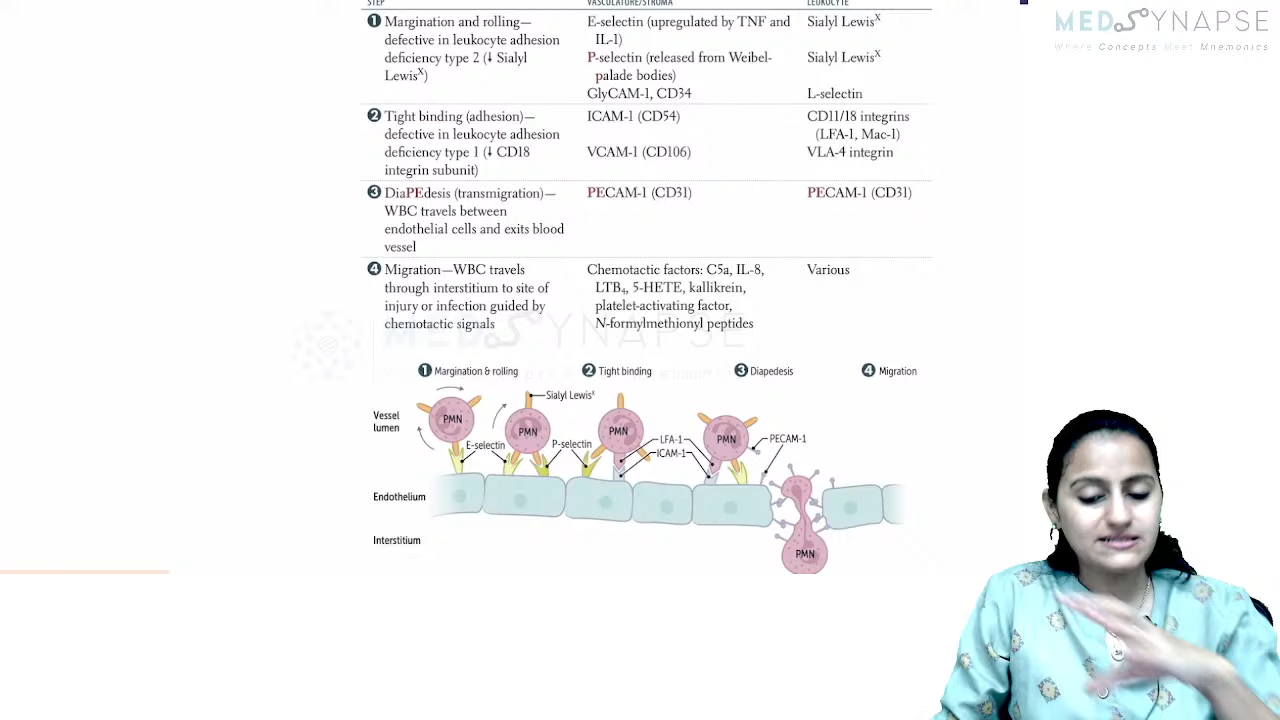 STEP VASCULATURE/STROMA LEUKOCYTE
❶ Margination and rolling— E-selectin (upregulated by TNF and Sialyl Lewisˣ
defective in leukocyte adhesion IL-1)
deficiency type 2 (↓ Sialyl P-selectin (released from Weibel- Sialyl Lewisˣ
Lewisˣ) palade bodies)
GlyCAM-1, CD34 L-selectin
❷ Tight binding (adhesion)— ICAM-1 (CD54) CD11/18 integrins
defective in leukocyte adhesion (LFA-1, Mac-1)
deficiency type 1 (↓ CD18 VCAM-1 (CD106) VLA-4 integrin
integrin subunit)
❸ DiaPEdesis (transmigration)— PECAM-1 (CD31) PECAM-1 (CD31)
WBC travels between
endothelial cells and exits blood
vessel
❹ Migration—WBC travels Chemotactic factors: C5a, IL-8, Various
through interstitium to site of LTB₄, 5-HETE, kallikrein,
injury or infection guided by platelet-activating factor,
chemotactic signals N-formylmethionyl peptides
❶ Margination & rolling ❷ Tight binding ❸ Diapedesis ❹ Migration
Sialyl Lewisˣ
Vessel
lumen
PMN PMN PMN PMN
E-selectin P-selectin LFA-1 PECAM-1
ICAM-1
Endothelium
Interstitium
PMN
MEDSYNAPSE
Where Concepts Meet Mnemonics
MEDSYNAPSE